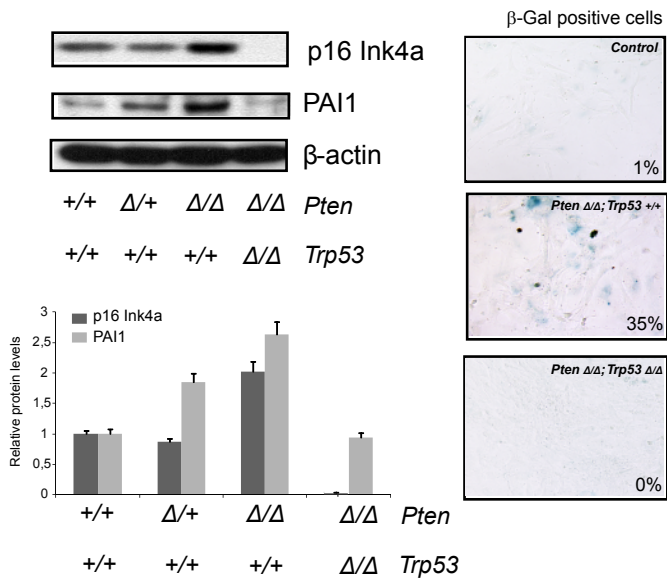 p16 Ink4a
PAI1
β-actin
+/+ Δ/+ Δ/Δ Δ/Δ Pten
+/+ +/+ +/+ Δ/Δ Trp53
β-Gal positive cells
Control
1%
Pten Δ/Δ; Trp53 +/+
35%
Pten Δ/Δ; Trp53 Δ/Δ
0%
Relative protein levels
3
2,5
2
1,5
1
0,5
0
p16 Ink4a
PAI1
+/+ Δ/+ Δ/Δ Δ/Δ Pten
+/+ +/+ +/+ Δ/Δ Trp53